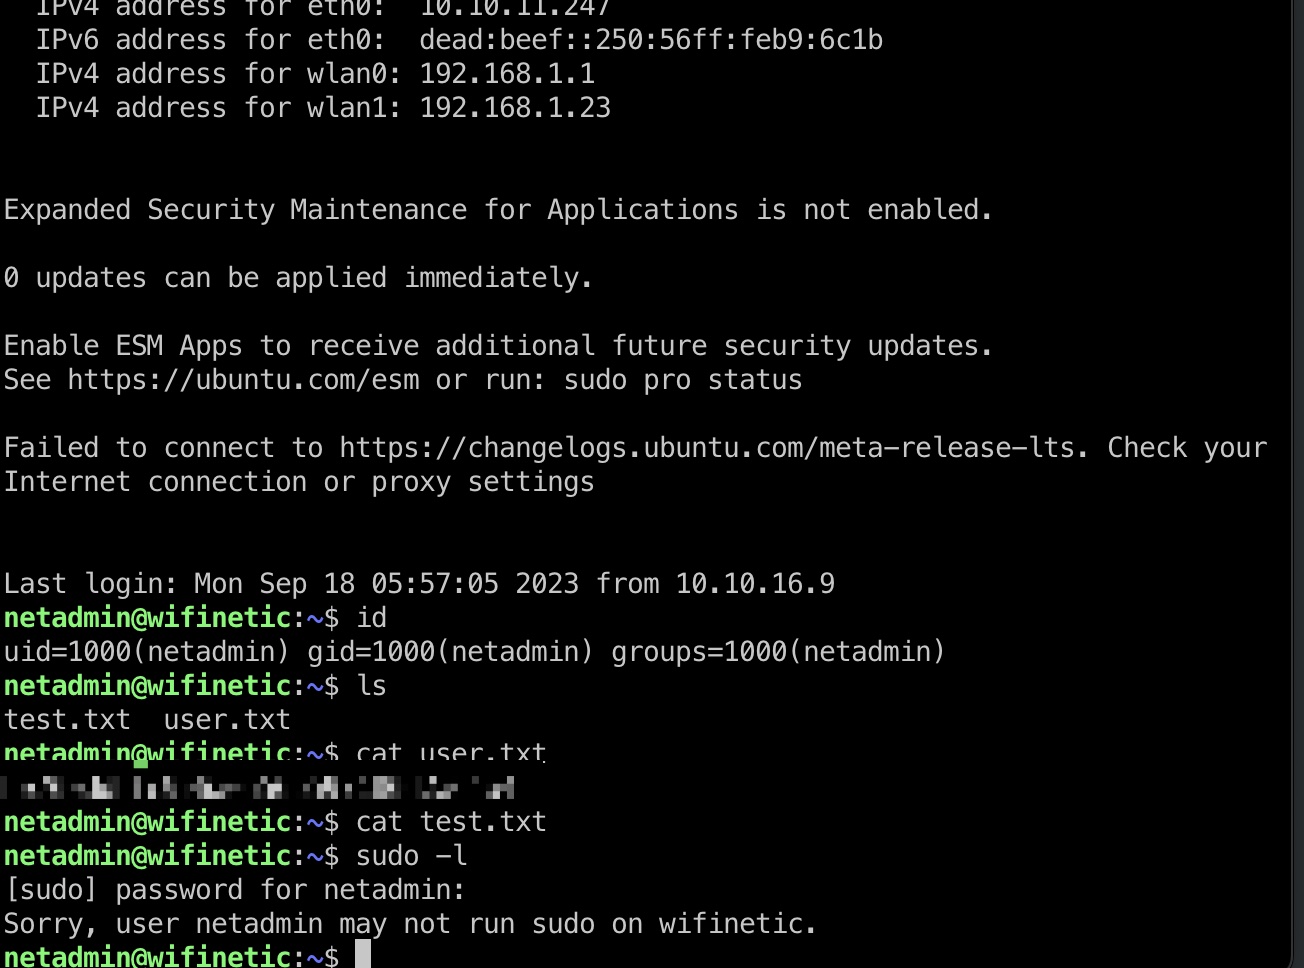 IPv4 address for eth0: 10.10.11.247
IPv6 address for eth0: dead:beef::250:56ff:feb9:6c1b
IPv4 address for wlan0: 192.168.1.1
IPv4 address for wlan1: 192.168.1.23
Expanded Security Maintenance for Applications is not enabled.
0 updates can be applied immediately.
Enable ESM Apps to receive additional future security updates.
See https://ubuntu.com/esm or run: sudo pro status
Failed to connect to https://changelogs.ubuntu.com/meta-release-lts. Check your
Internet connection or proxy settings
Last login: Mon Sep 18 05:57:05 2023 from 10.10.16.9
netadmin@wifinetic:~$ id
uid=1000(netadmin) gid=1000(netadmin) groups=1000(netadmin)
netadmin@wifinetic:~$ ls
test.txt  user.txt
netadmin@wifinetic:~$ cat user.txt
netadmin@wifinetic:~$ cat test.txt
netadmin@wifinetic:~$ sudo -l
[sudo] password for netadmin:
Sorry, user netadmin may not run sudo on wifinetic.
netadmin@wifinetic:~$